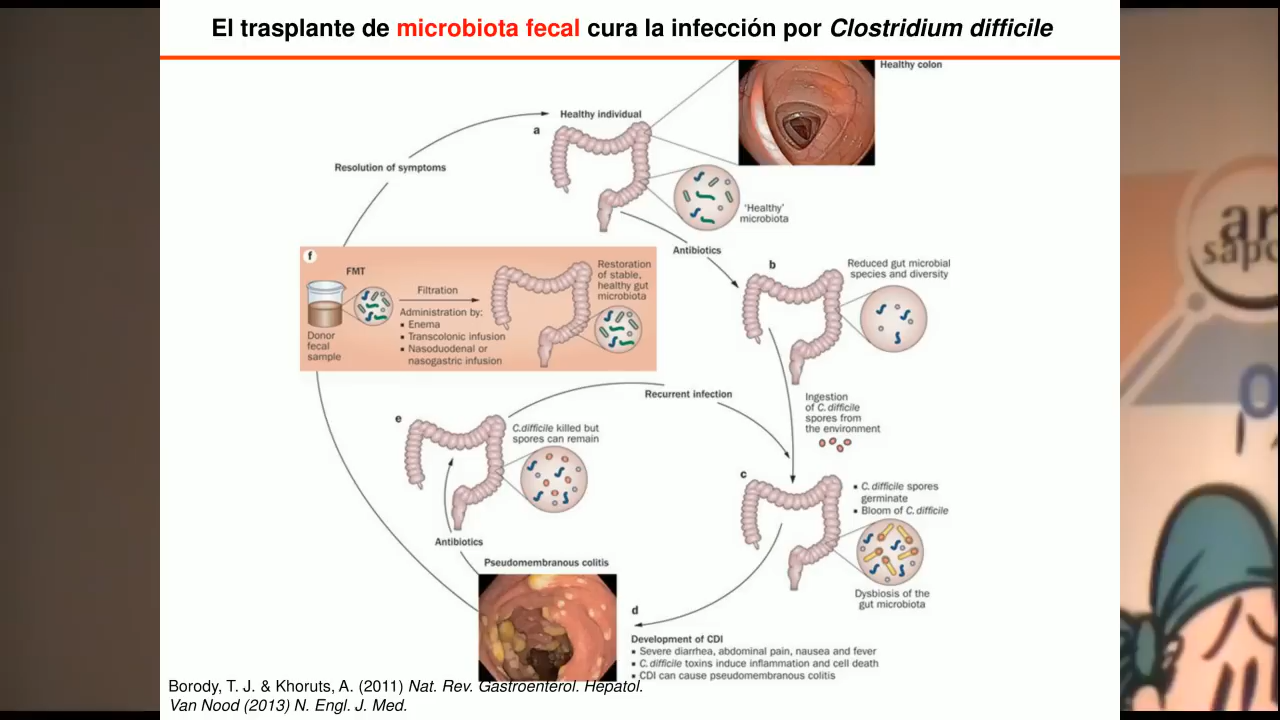 El trasplante de microbiota fecal cura la infección por Clostridium difficile
Healthy colon
Healthy individual
a
Resolution of symptoms
'Healthy'
microbiota
Antibiotics
f
FMT
Filtration
Administration by:
▪ Enema
▪ Transcolonic infusion
▪ Nasoduodenal or
nasogastric infusion
Donor
fecal
sample
Restoration
of stable,
healthy gut
microbiota
b
Reduced gut microbial
species and diversity
Recurrent infection
Ingestion
of C. difficile
spores from
the environment
e
C.difficile killed but
spores can remain
c
▪ C. difficile spores
germinate
▪ Bloom of C. difficile
Antibiotics
Dysbiosis of the
gut microbiota
Pseudomembranous colitis
d
Development of CDI
▪ Severe diarrhea, abdominal pain, nausea and fever
▪ C. difficile toxins induce inflammation and cell death
▪ CDI can cause pseudomembranous colitis
Borody, T. J. & Khoruts, A. (2011) Nat. Rev. Gastroenterol. Hepatol.
Van Nood (2013) N. Engl. J. Med.